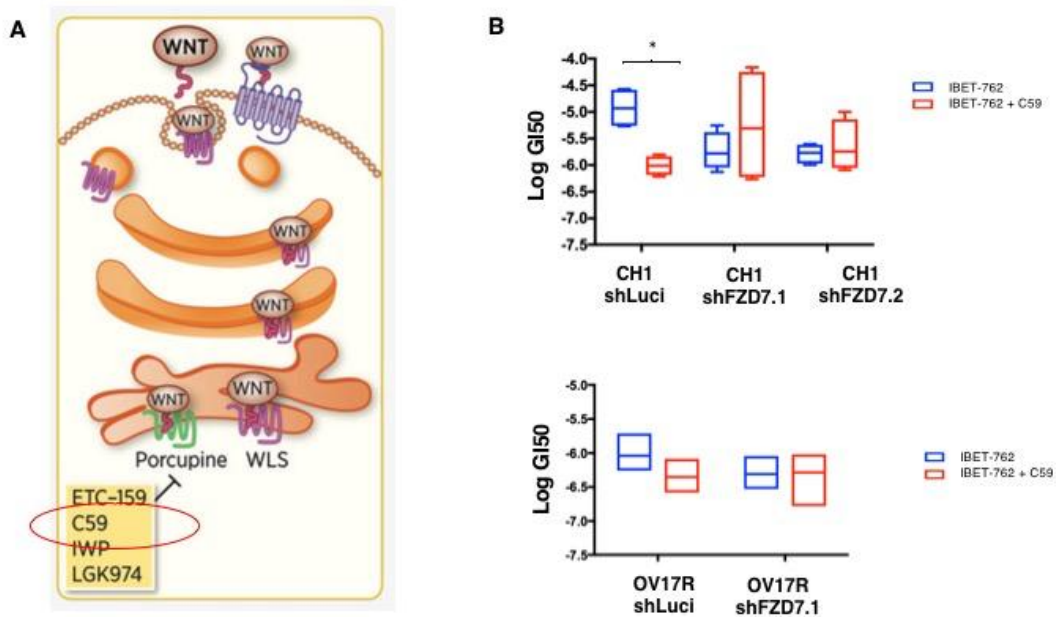 A
WNT
WNT
WNT
WNT
WNT
WNT
WNT
Porcupine WLS
ETC-159
C59
IWP
LGK974
B
*
-4.0
-4.5
-5.0
-5.5
-6.0
-6.5
-7.0
-7.5
Log GI50
IBET-762
IBET-762 + C59
CH1
shLuci
CH1
shFZD7.1
CH1
shFZD7.2
-5.0
-5.5
-6.0
-6.5
-7.0
-7.5
Log GI50
IBET-762
IBET-762 + C59
OV17R
shLuci
OV17R
shFZD7.1